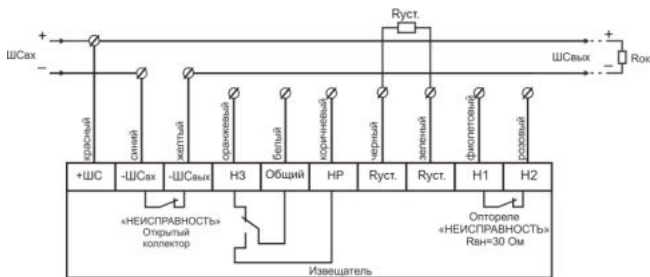 Rуст.
+
+
ШСвх
ШСвых
Rок
–
–
красный
синий
желтый
оранжевый
белый
коричневый
черный
зеленый
фиолетовый
розовый
+ШС
-ШСвх
-ШСвых
НЗ
Общий
НР
Rуст.
Rуст.
Н1
Н2
«НЕИСПРАВНОСТЬ»
Открытый
коллектор
Оптореле
«НЕИСПРАВНОСТЬ»
Rвн=30 Ом
Извещатель